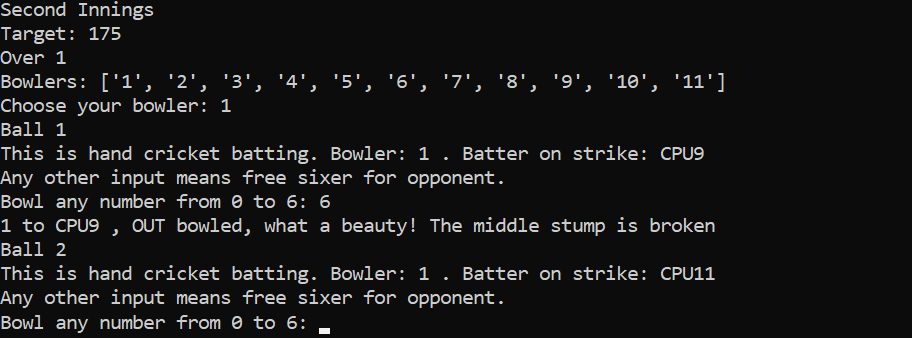 Second Innings
Target: 175
Over 1
Bowlers: ['1', '2', '3', '4', '5', '6', '7', '8', '9', '10', '11']
Choose your bowler: 1
Ball 1
This is hand cricket batting. Bowler: 1 . Batter on strike: CPU9
Any other input means free sixer for opponent.
Bowl any number from 0 to 6: 6
1 to CPU9 , OUT bowled, what a beauty! The middle stump is broken
Ball 2
This is hand cricket batting. Bowler: 1 . Batter on strike: CPU11
Any other input means free sixer for opponent.
Bowl any number from 0 to 6: